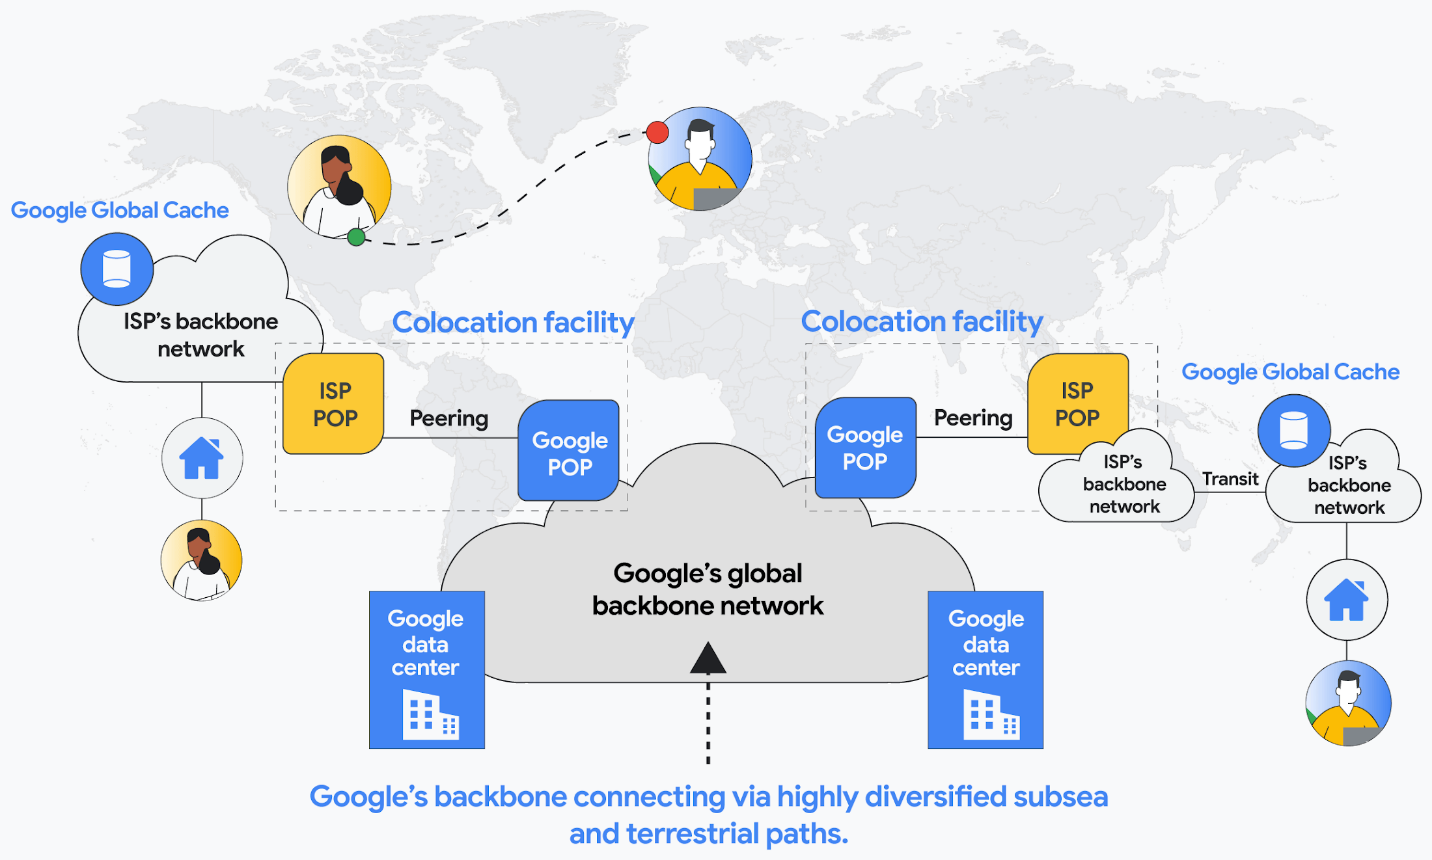 Google Global Cache
ISP's backbone
network
Colocation facility
ISP
POP
Peering
Google
POP
Colocation facility
Google
POP
Peering
ISP
POP
ISP's
backbone
network
Transit
Google Global Cache
ISP's
backbone
network
Google's global
backbone network
Google
data
center
Google
data
center
Google's backbone connecting via highly diversified subsea
and terrestrial paths.